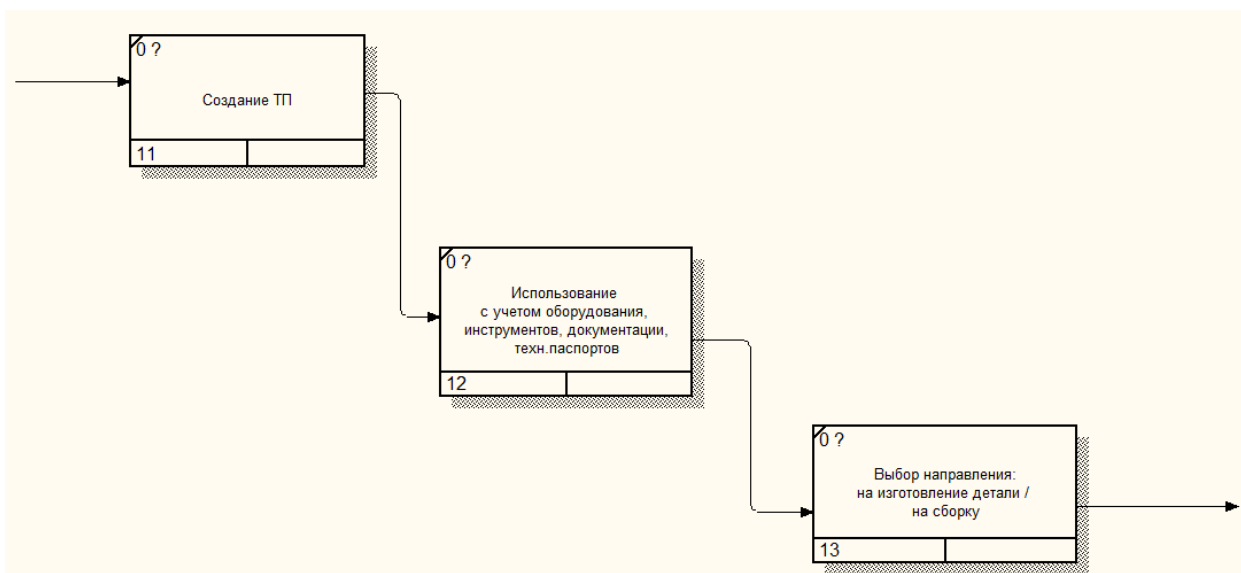 0 ?
Создание ТП
11
0 ?
Использование
с учетом оборудования,
инструментов, документации,
техн.паспортов
12
0 ?
Выбор направления:
на изготовление детали /
на сборку
13